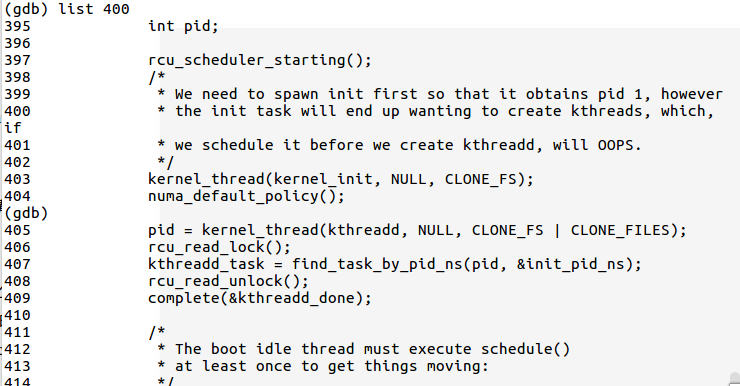 (gdb) list 400
395             int pid;
396
397             rcu_scheduler_starting();
398             /*
399              * We need to spawn init first so that it obtains pid 1, however
400              * the init task will end up wanting to create kthreads, which,
if
401              * we schedule it before we create kthreadd, will OOPS.
402              */
403             kernel_thread(kernel_init, NULL, CLONE_FS);
404             numa_default_policy();
(gdb)
405             pid = kernel_thread(kthreadd, NULL, CLONE_FS | CLONE_FILES);
406             rcu_read_lock();
407             kthreadd_task = find_task_by_pid_ns(pid, &init_pid_ns);
408             rcu_read_unlock();
409             complete(&kthreadd_done);
410
411             /*
412              * The boot idle thread must execute schedule()
413              * at least once to get things moving:
414              */